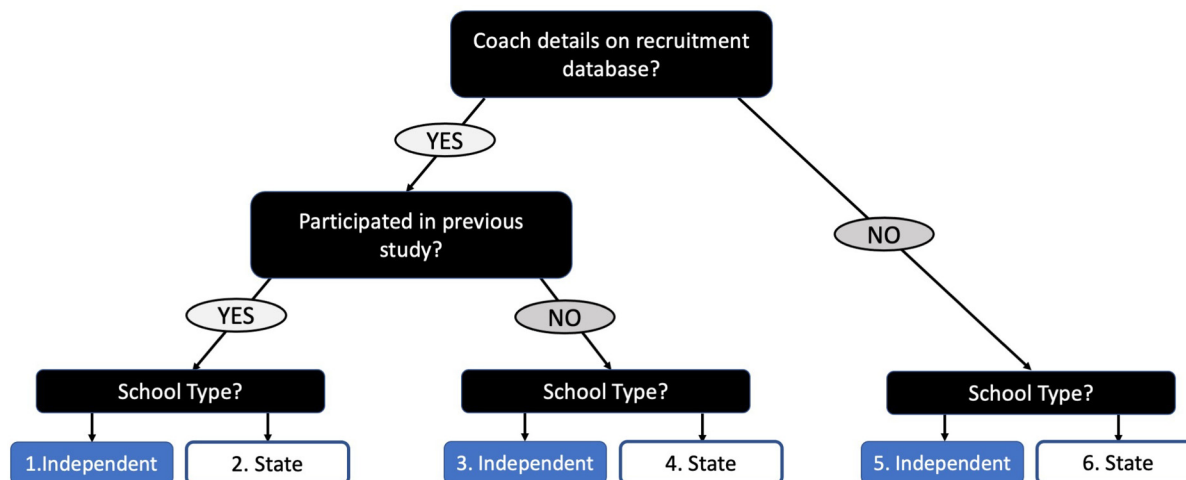 Coach details on recruitment
database?
YES
Participated in previous
study?
NO
YES
NO
School Type?
School Type?
School Type?
1.Independent
2. State
3. Independent
4. State
5. Independent
6. State